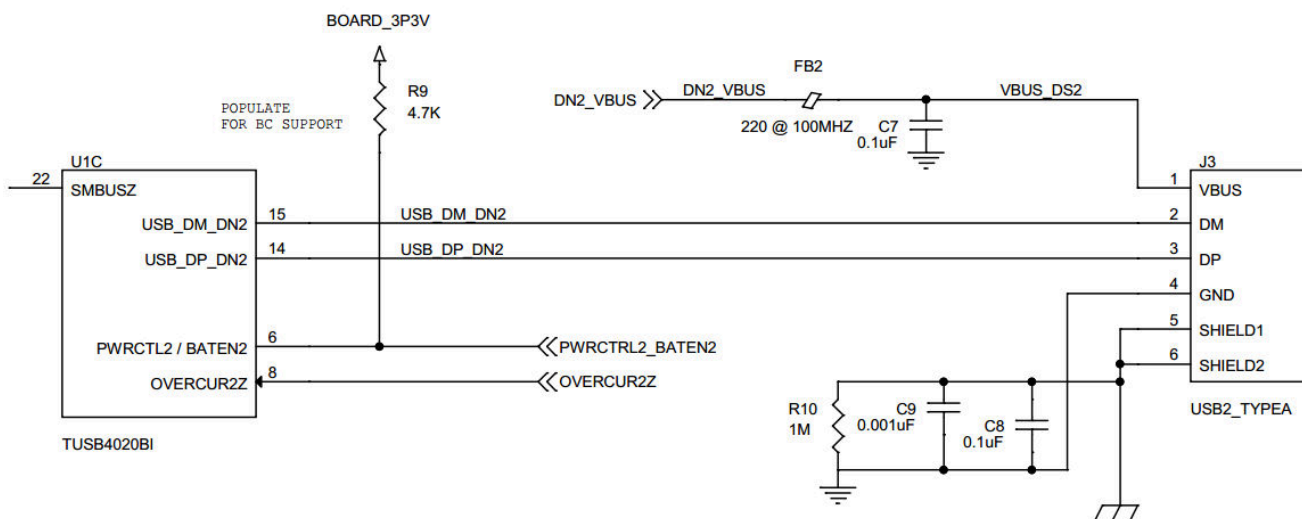 BOARD_3P3V
R9
4.7K
POPULATE
FOR BC SUPPORT
FB2
DN2_VBUS
DN2_VBUS
VBUS_DS2
220 @ 100MHZ
C7
0.1uF
U1C
22
SMBUSZ
USB_DM_DN2
15
USB_DM_DN2
USB_DP_DN2
14
USB_DP_DN2
PWRCTL2 / BATEN2
6
PWRCTRL2_BATEN2
OVERCUR2Z
8
OVERCUR2Z
TUSB4020BI
J3
1
VBUS
2
DM
3
DP
4
GND
5
SHIELD1
6
SHIELD2
USB2_TYPEA
R10
1M
C9
0.001uF
C8
0.1uF